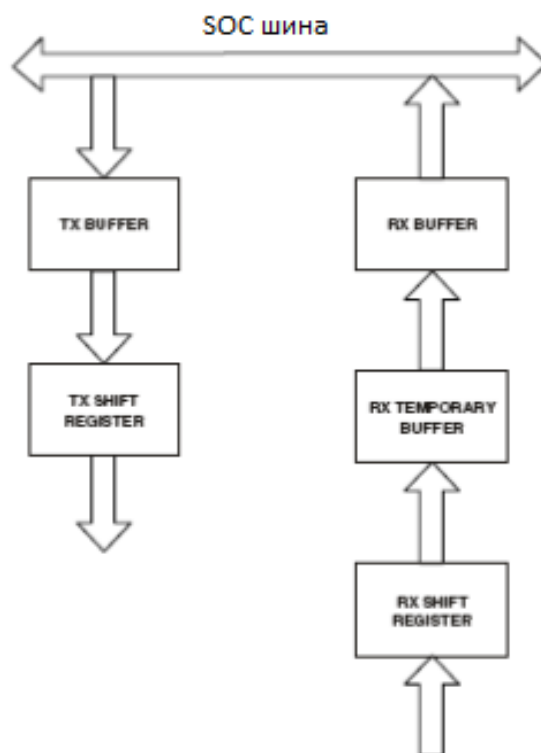 SOC шина
TX BUFFER
RX BUFFER
TX SHIFT
REGISTER
RX TEMPORARY
BUFFER
RX SHIFT
REGISTER